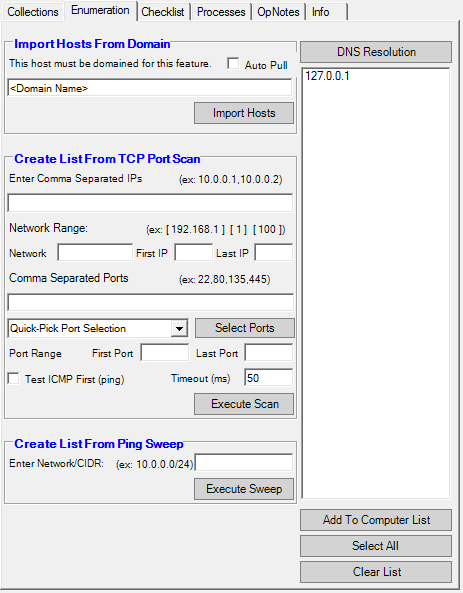 Collections Enumeration Checklist Processes OpNotes Info
Import Hosts From Domain
This host must be domained for this feature. Auto Pull
<Domain Name>
Import Hosts
Create List From TCP Port Scan
Enter Comma Separated IPs (ex: 10.0.0.1,10.0.0.2)
Network Range: (ex: [ 192.168.1 ] [ 1 ] [ 100 ])
Network First IP Last IP
Comma Separated Ports (ex: 22,80,135,445)
Quick-Pick Port Selection Select Ports
Port Range First Port Last Port
Test ICMP First (ping) Timeout (ms) 50
Execute Scan
Create List From Ping Sweep
Enter Network/CIDR: (ex: 10.0.0.0/24)
Execute Sweep
DNS Resolution
127.0.0.1
Add To Computer List
Select All
Clear List